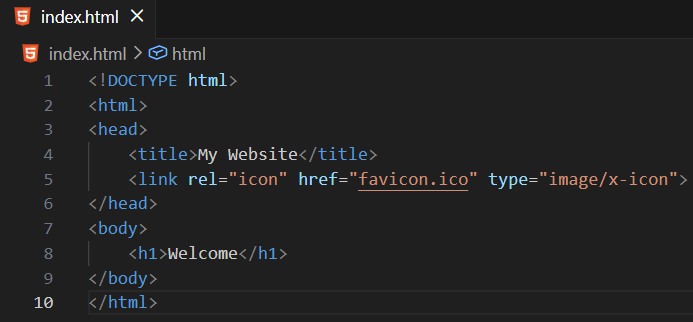 index.html
index.html > html
1 <!DOCTYPE html>
2 <html>
3 <head>
4     <title>My Website</title>
5     <link rel="icon" href="favicon.ico" type="image/x-icon">
6 </head>
7 <body>
8     <h1>Welcome</h1>
9 </body>
10 </html>